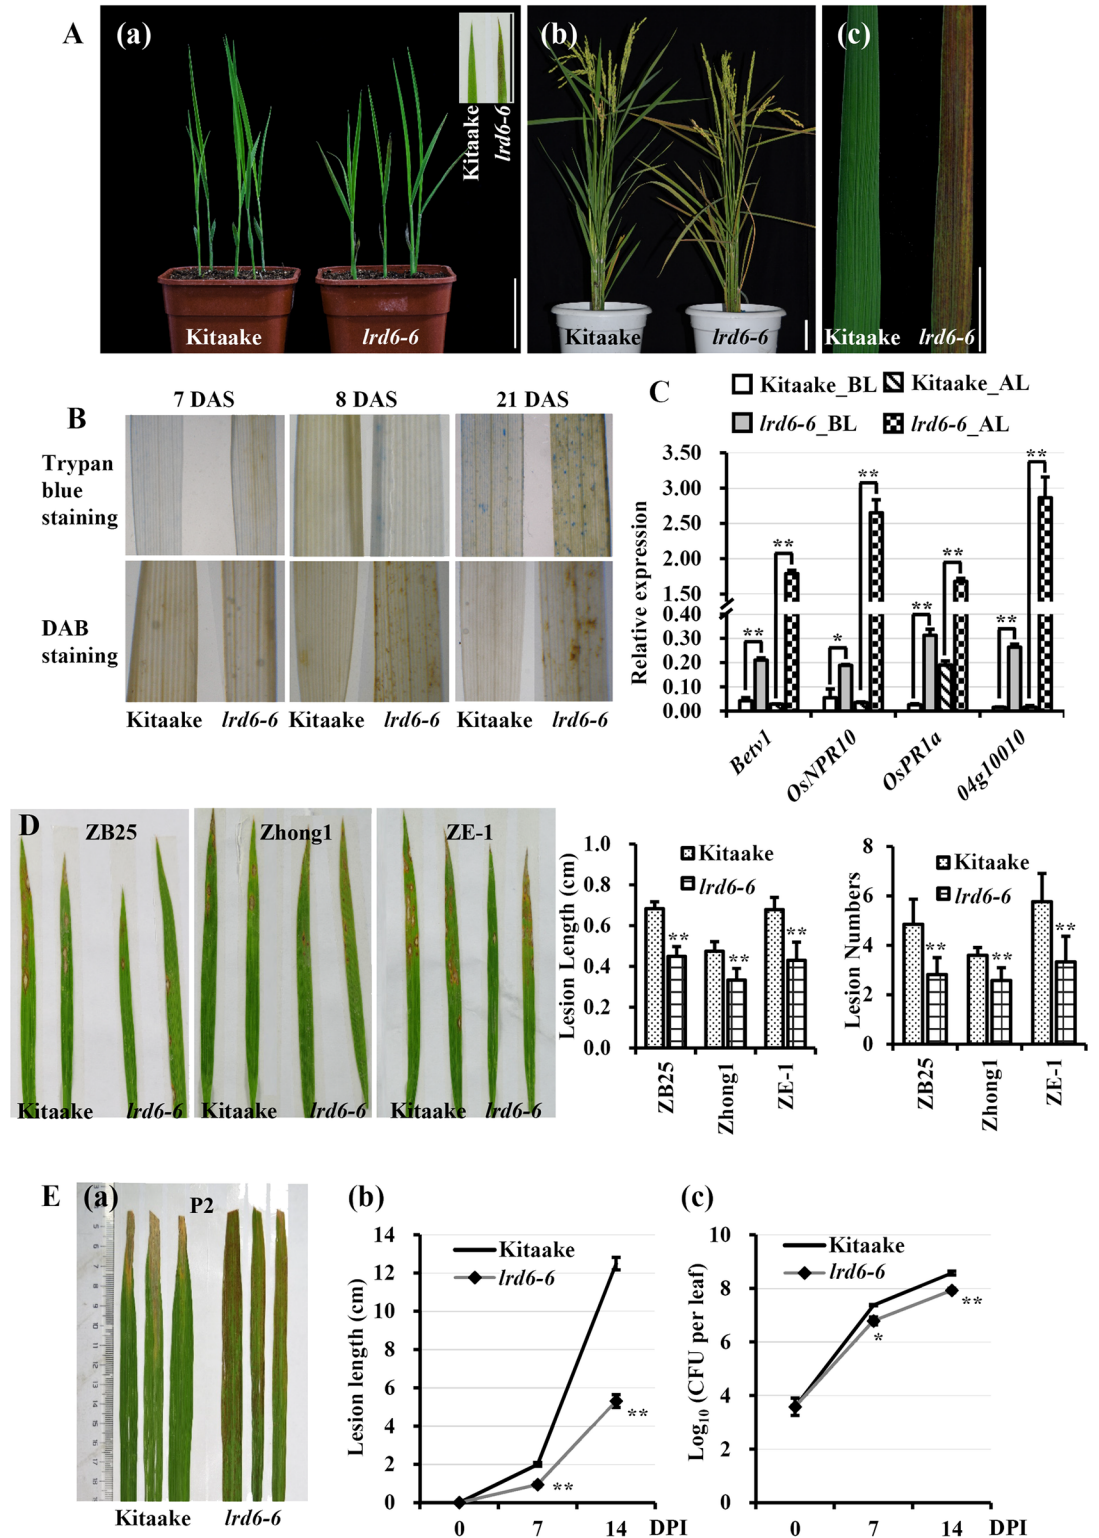 A (a) (b) (c)
Kitaake
lrd6-6
Kitaake lrd6-6 Kitaake lrd6-6 Kitaake lrd6-6
B 7 DAS 8 DAS 21 DAS
Trypan
blue
staining
DAB
staining
Kitaake lrd6-6 Kitaake lrd6-6 Kitaake lrd6-6
C Kitaake_BL Kitaake_AL
lrd6-6_BL lrd6-6_AL
Relative expression
3.50
3.00
2.50
2.00
1.50
0.40
0.30
0.20
0.10
0.00
** ** * ** ** ** ** **
Betv1 OsNPR10 OsPR1a 04g10010
D ZB25 Zhong1 ZE-1
Kitaake lrd6-6 Kitaake lrd6-6 Kitaake lrd6-6
Lesion Length (cm)
1.0
0.8
0.6
0.4
0.2
0.0
Kitaake
lrd6-6
** ** **
ZB25 Zhong1 ZE-1
Lesion Numbers
8
6
4
2
0
Kitaake
lrd6-6
** ** **
ZB25 Zhong1 ZE-1
E (a) P2
Kitaake lrd6-6
(b)
Lesion length (cm)
14
12
10
8
6
4
2
0
Kitaake
lrd6-6
**
**
0 7 14 DPI
(c)
Log10 (CFU per leaf)
10
8
6
4
2
0
Kitaake
lrd6-6
*
**
0 7 14 DPI